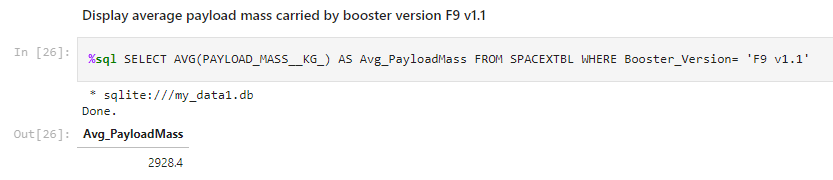 Display average payload mass carried by booster version F9 v1.1
In [26]: %sql SELECT AVG(PAYLOAD_MASS__KG_) AS Avg_PayloadMass FROM SPACEXTBL WHERE Booster_Version= 'F9 v1.1'
* sqlite:///my_data1.db
Done.
Out[26]: Avg_PayloadMass
2928.4